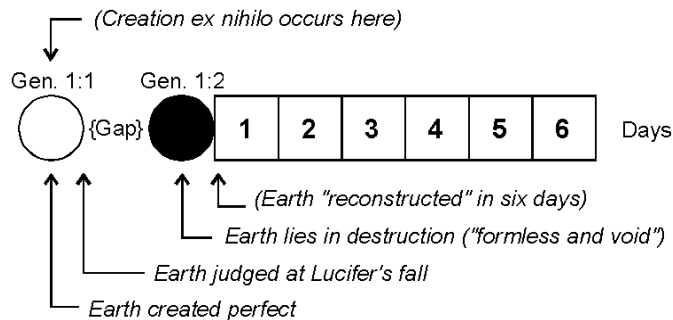 (Creation ex nihilo occurs here)
Gen. 1:1 Gen. 1:2
{Gap} 1 2 3 4 5 6 Days
(Earth "reconstructed" in six days)
Earth lies in destruction ("formless and void")
Earth judged at Lucifer's fall
Earth created perfect